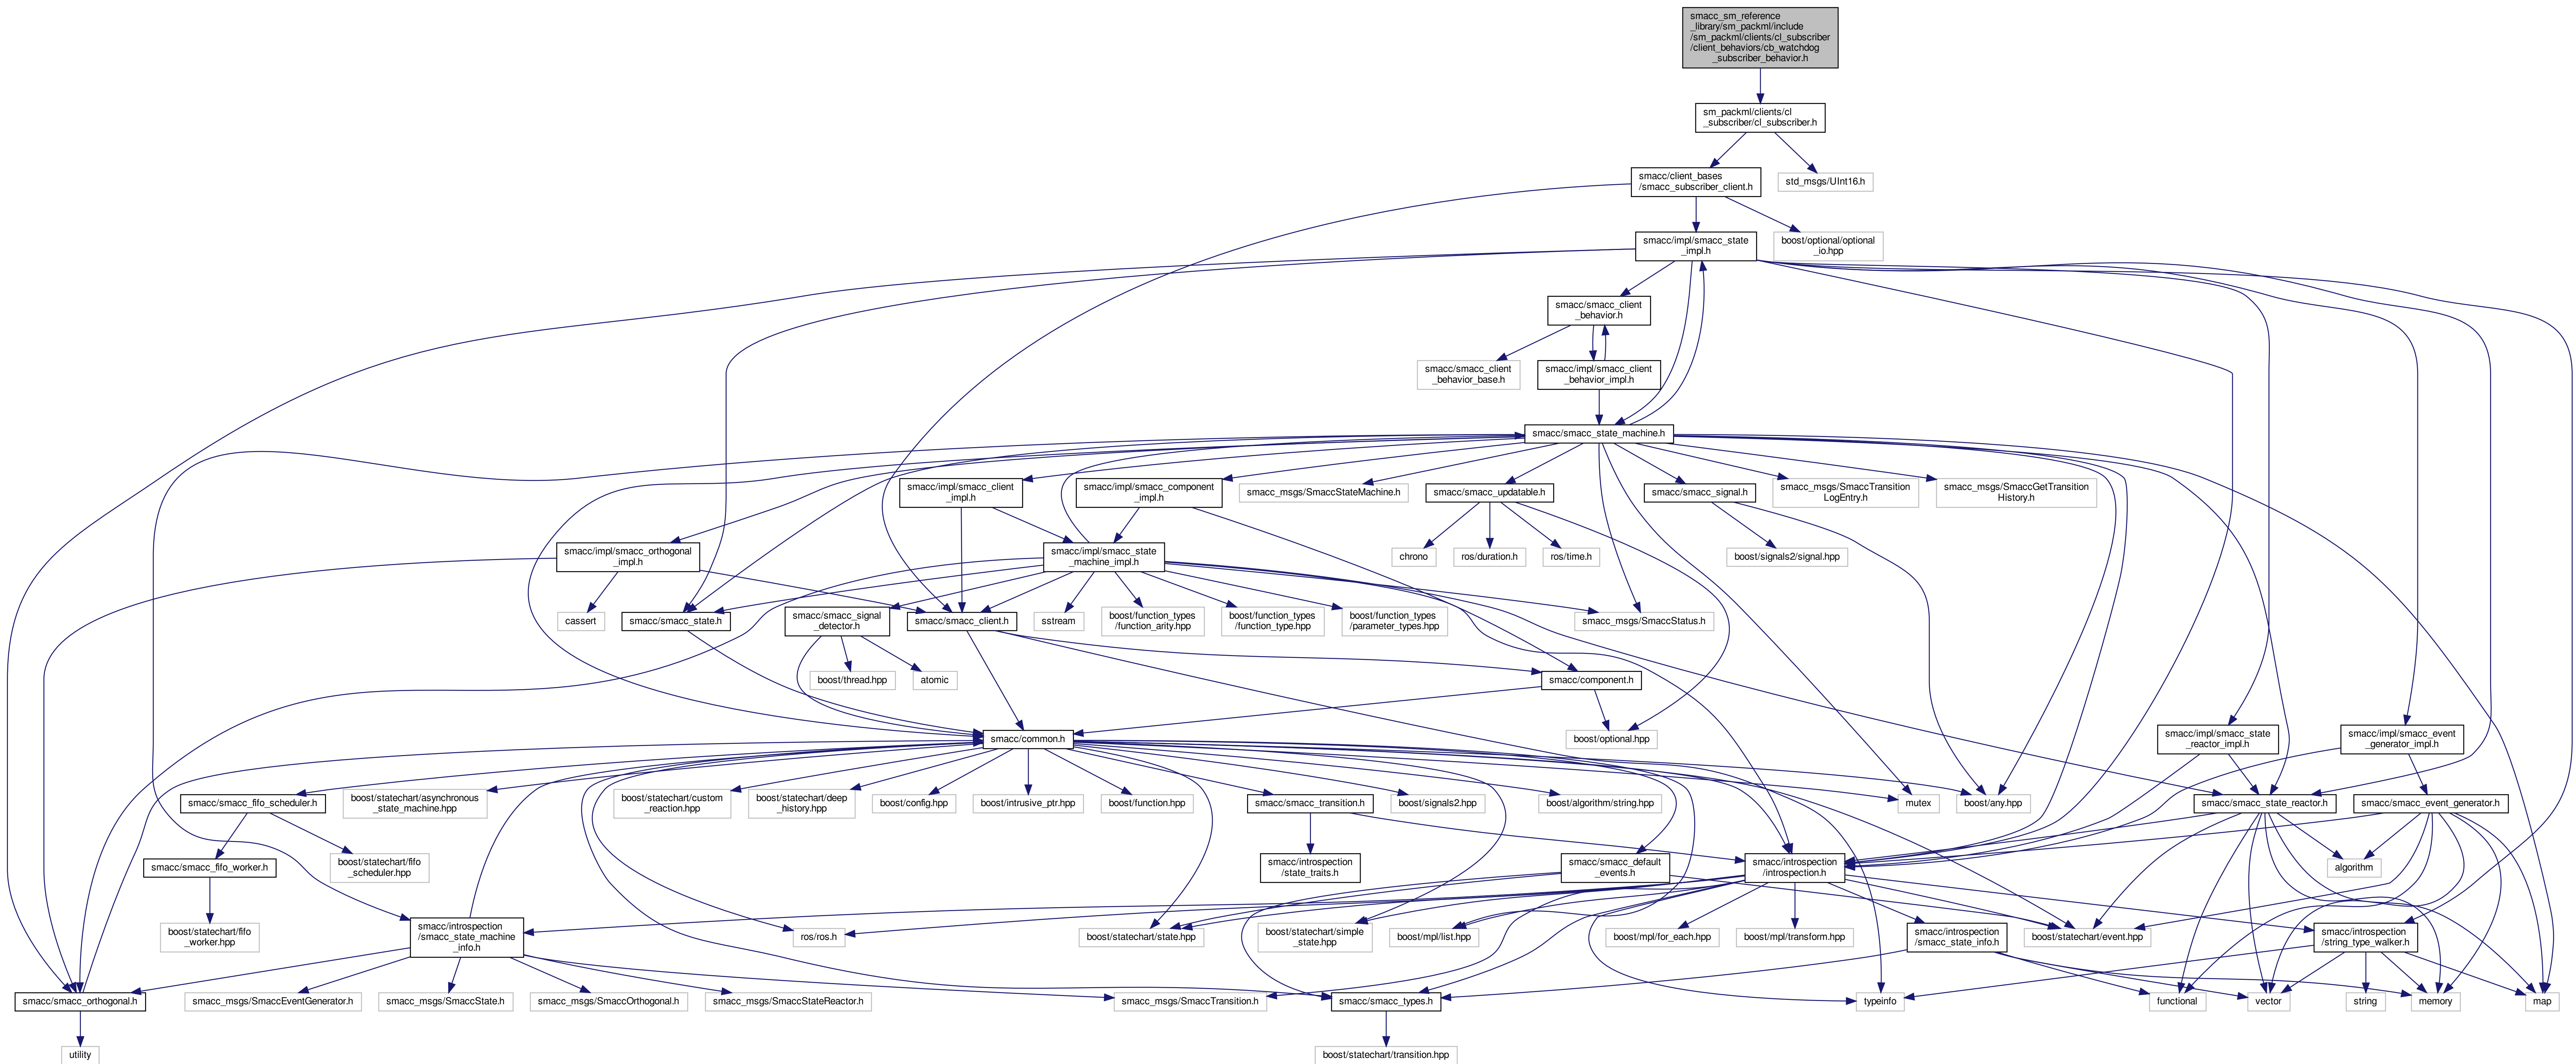 smacc_sm_reference
_library/sm_packml/include
/sm_packml/clients/cl_subscriber
/client_behaviors/cb_watchdog
_subscriber_behavior.h
sm_packml/clients/cl
_subscriber/cl_subscriber.h
smacc/client_bases
/smacc_subscriber_client.h
std_msgs/UInt16.h
smacc/impl/smacc_state
_impl.h
boost/optional/optional
_io.hpp
smacc/smacc_client
_behavior.h
smacc/smacc_client
_behavior_base.h
smacc/impl/smacc_client
_behavior_impl.h
smacc/smacc_state_machine.h
smacc/impl/smacc_client
_impl.h
smacc/impl/smacc_component
_impl.h
smacc_msgs/SmaccStateMachine.h
smacc/smacc_updatable.h
smacc/smacc_signal.h
smacc_msgs/SmaccTransition
LogEntry.h
smacc_msgs/SmaccGetTransition
History.h
smacc/impl/smacc_orthogonal
_impl.h
smacc/impl/smacc_state
_machine_impl.h
chrono
ros/duration.h
ros/time.h
boost/signals2/signal.hpp
cassert
smacc/smacc_state.h
smacc/smacc_signal
_detector.h
smacc/smacc_client.h
sstream
boost/function_types
/function_arity.hpp
boost/function_types
/function_type.hpp
boost/function_types
/parameter_types.hpp
smacc_msgs/SmaccStatus.h
boost/thread.hpp
atomic
smacc/component.h
smacc/common.h
boost/optional.hpp
smacc/impl/smacc_state
_reactor_impl.h
smacc/impl/smacc_event
_generator_impl.h
smacc/smacc_fifo_scheduler.h
boost/statechart/asynchronous
_state_machine.hpp
boost/statechart/custom
_reaction.hpp
boost/statechart/deep
_history.hpp
boost/config.hpp
boost/intrusive_ptr.hpp
boost/function.hpp
smacc/smacc_transition.h
boost/signals2.hpp
boost/algorithm/string.hpp
mutex
boost/any.hpp
smacc/smacc_state_reactor.h
smacc/smacc_event_generator.h
smacc/smacc_fifo_worker.h
boost/statechart/fifo
_scheduler.hpp
smacc/introspection
/state_traits.h
smacc/smacc_default
_events.h
smacc/introspection
/introspection.h
algorithm
boost/statechart/fifo
_worker.hpp
smacc/introspection
/smacc_state_machine
_info.h
ros/ros.h
boost/statechart/state.hpp
boost/statechart/simple
_state.hpp
boost/mpl/list.hpp
boost/mpl/for_each.hpp
boost/mpl/transform.hpp
smacc/introspection
/smacc_state_info.h
boost/statechart/event.hpp
smacc/introspection
/string_type_walker.h
smacc/smacc_orthogonal.h
smacc_msgs/SmaccEventGenerator.h
smacc_msgs/SmaccState.h
smacc_msgs/SmaccOrthogonal.h
smacc_msgs/SmaccStateReactor.h
smacc_msgs/SmaccTransition.h
smacc/smacc_types.h
typeinfo
functional
vector
string
memory
map
utility
boost/statechart/transition.hpp